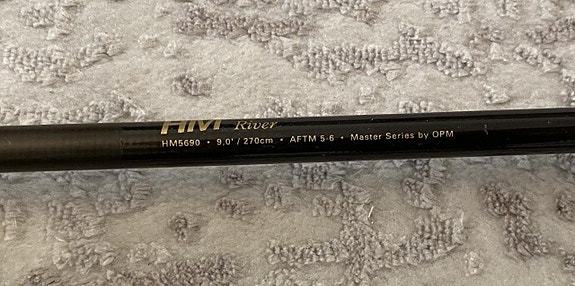 HM River
HM5690 • 9,0' / 270cm • AFTM 5-6 • Master Series by OPM